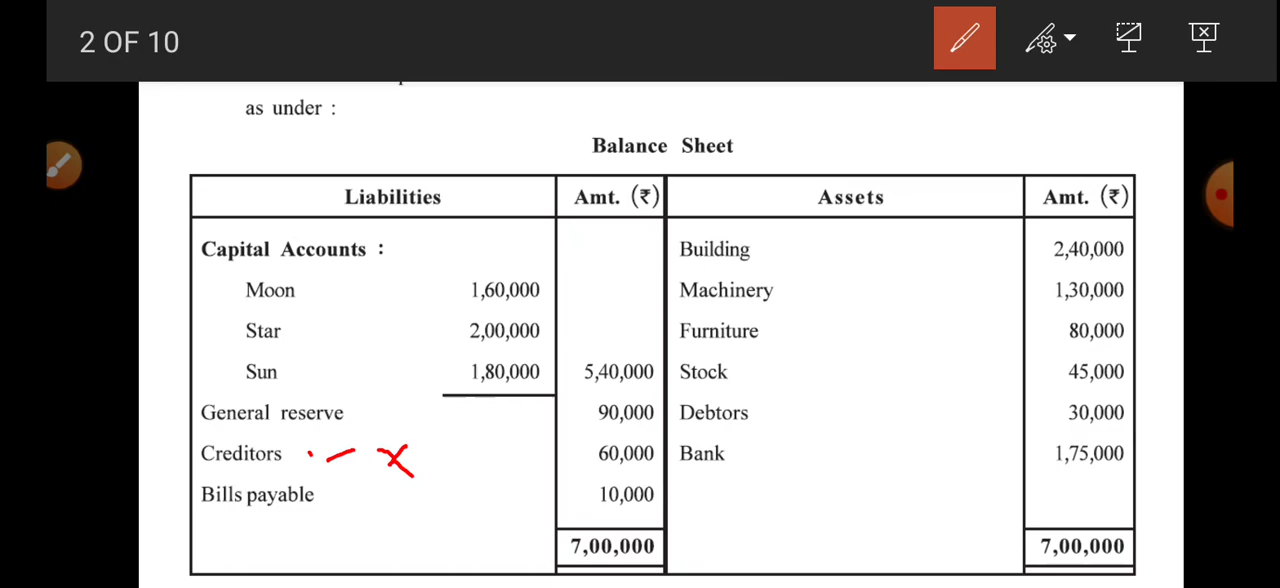 2 OF 10
as under :
Balance Sheet
Liabilities Amt. (₹) Assets Amt. (₹)
Capital Accounts : Building 2,40,000
Moon 1,60,000 Machinery 1,30,000
Star 2,00,000 Furniture 80,000
Sun 1,80,000 5,40,000 Stock 45,000
General reserve 90,000 Debtors 30,000
Creditors 60,000 Bank 1,75,000
Bills payable 10,000
7,00,000 7,00,000